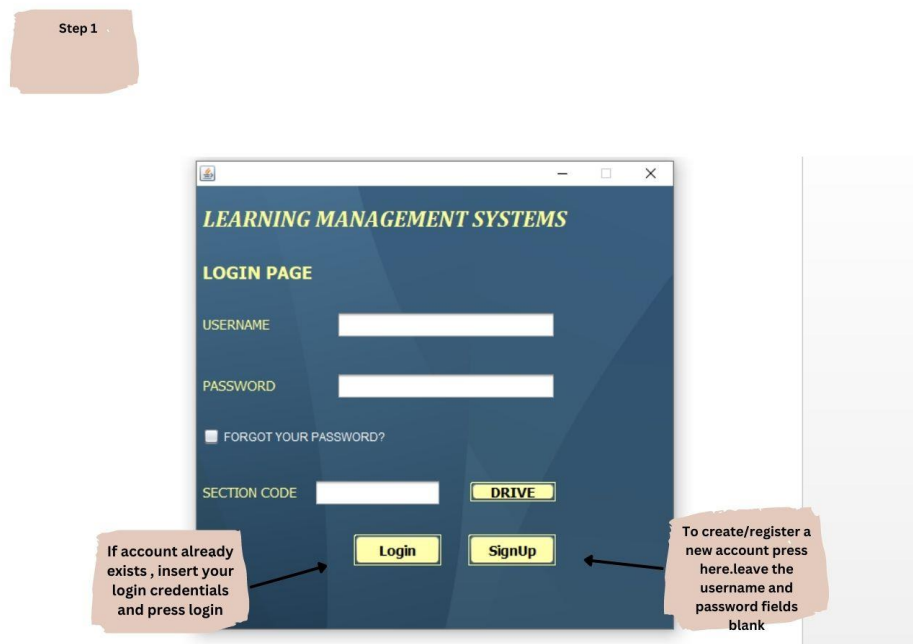 Step 1
LEARNING MANAGEMENT SYSTEMS
LOGIN PAGE
USERNAME
PASSWORD
FORGOT YOUR PASSWORD?
SECTION CODE
DRIVE
Login
SignUp
If account already
exists , insert your
login credentials
and press login
To create/register a
new account press
here.leave the
username and
password fields
blank